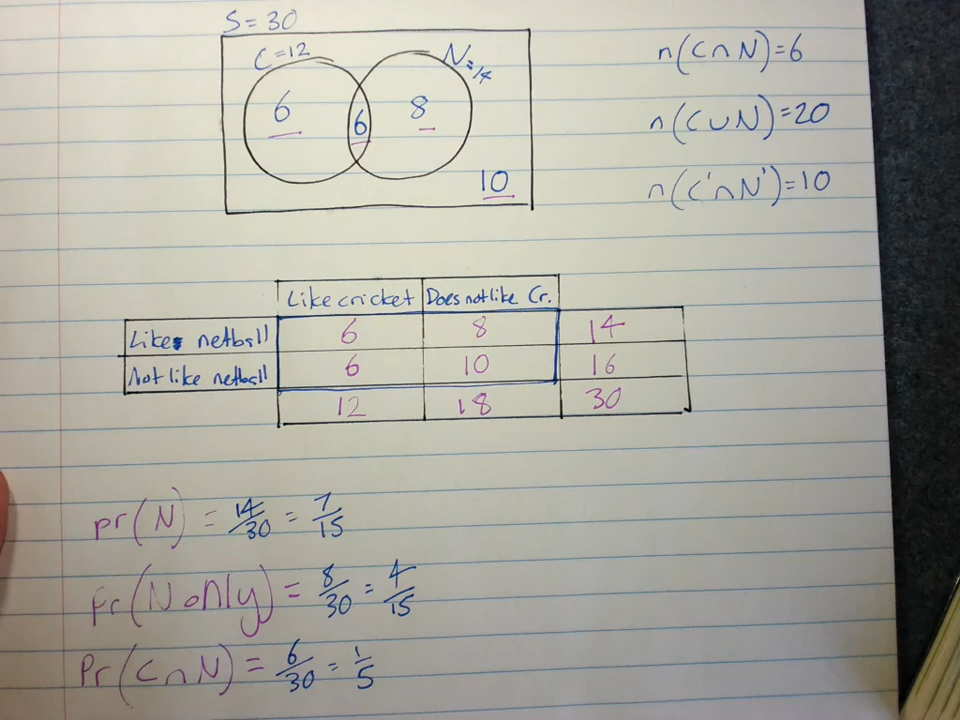 S = 30
C = 12
N = 14
6
6
8
10
n(C∩N)=6
n(C∪N)=20
n(C'∩N')=10
Like cricket Does not like Cr.
Likes netball 6 8 14
Not like netball 6 10 16
12 18 30
pr(N) = 14/30 = 7/15
Pr(N only) = 8/30 = 4/15
Pr(C∩N) = 6/30 = 1/5